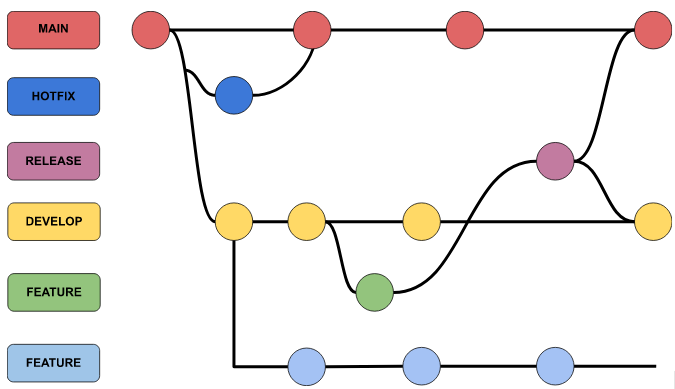 MAIN
HOTFIX
RELEASE
DEVELOP
FEATURE
FEATURE